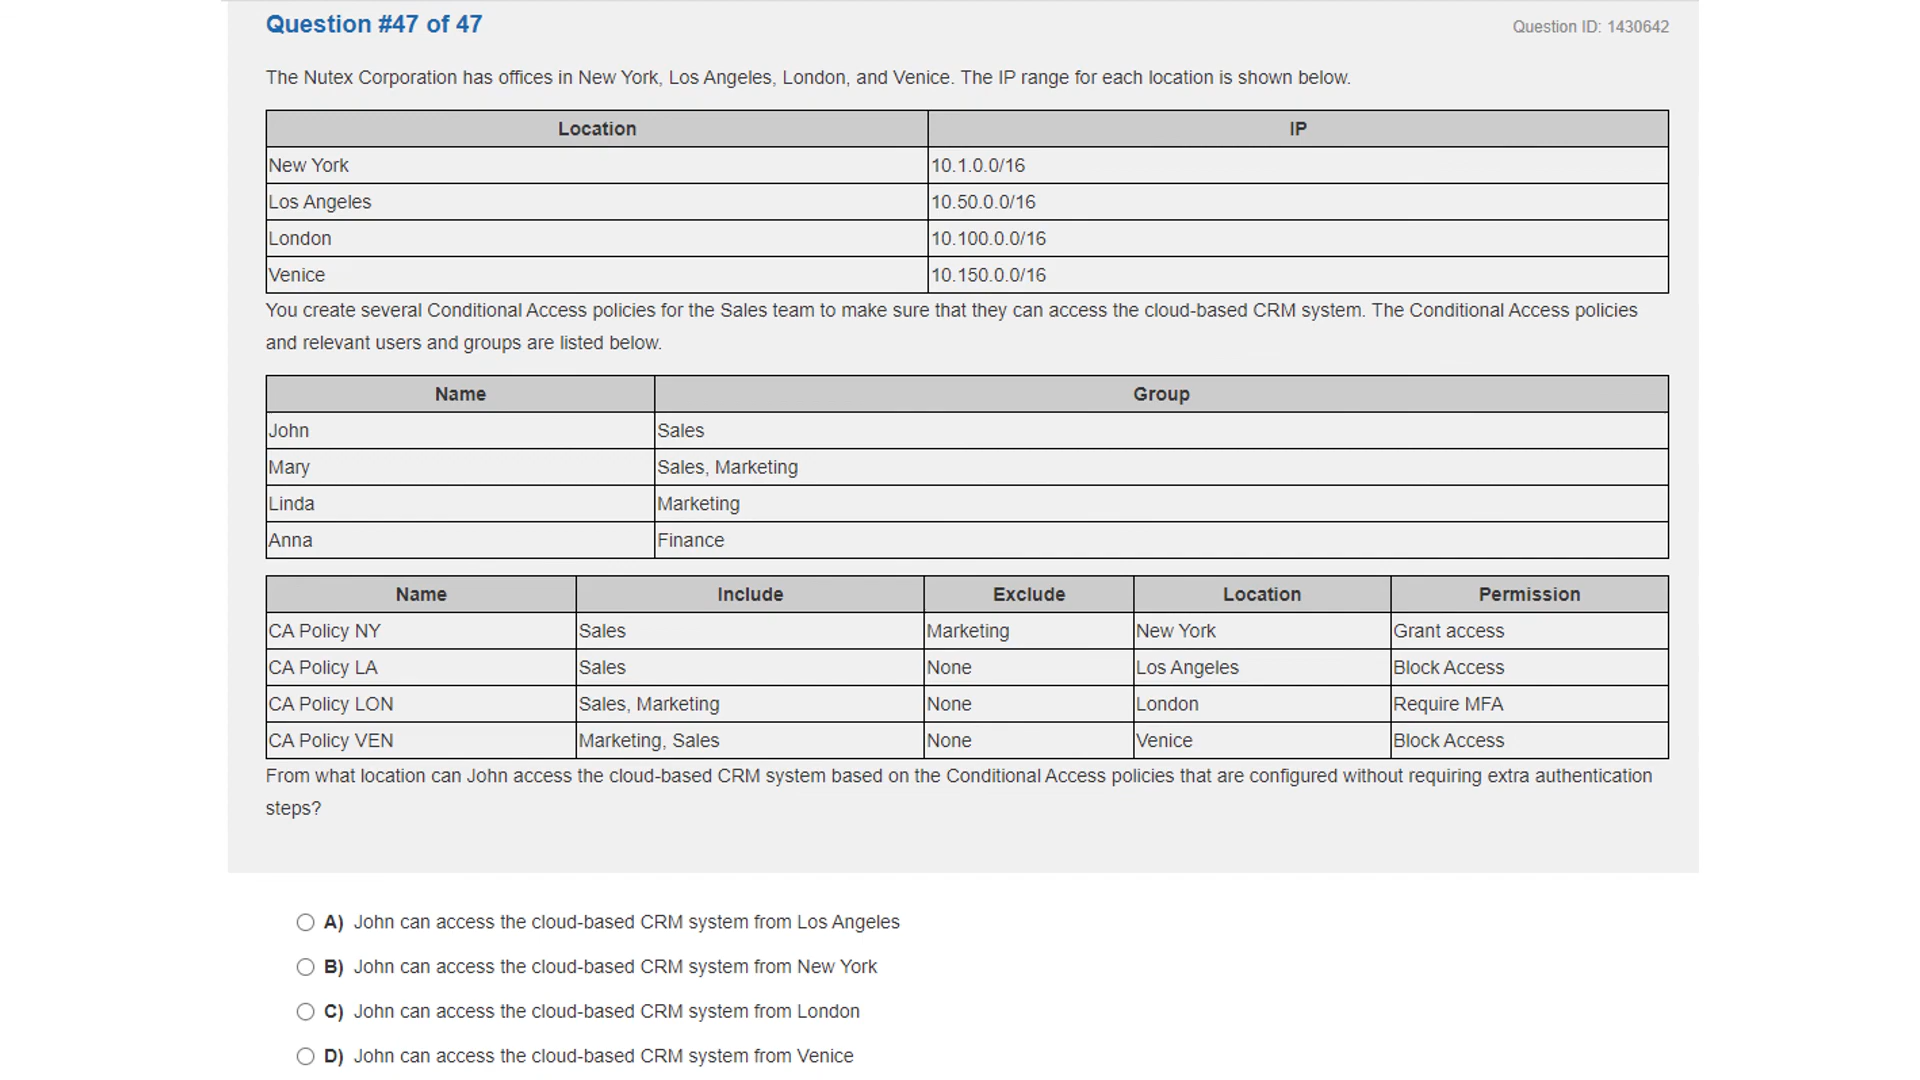 Question #47 of 47
Question ID: 1430642
The Nutex Corporation has offices in New York, Los Angeles, London, and Venice. The IP range for each location is shown below.
Location IP
New York 10.1.0.0/16
Los Angeles 10.50.0.0/16
London 10.100.0.0/16
Venice 10.150.0.0/16
You create several Conditional Access policies for the Sales team to make sure that they can access the cloud-based CRM system. The Conditional Access policies
and relevant users and groups are listed below.
Name Group
John Sales
Mary Sales, Marketing
Linda Marketing
Anna Finance
Name Include Exclude Location Permission
CA Policy NY Sales Marketing New York Grant access
CA Policy LA Sales None Los Angeles Block Access
CA Policy LON Sales, Marketing None London Require MFA
CA Policy VEN Marketing, Sales None Venice Block Access
From what location can John access the cloud-based CRM system based on the Conditional Access policies that are configured without requiring extra authentication
steps?
A) John can access the cloud-based CRM system from Los Angeles
B) John can access the cloud-based CRM system from New York
C) John can access the cloud-based CRM system from London
D) John can access the cloud-based CRM system from Venice